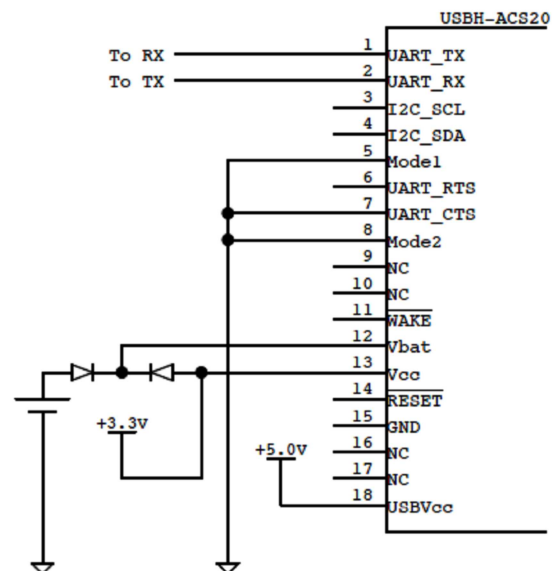 USBH-ACS20
To RX 1 UART_TX
To TX 2 UART_RX
3 I2C_SCL
4 I2C_SDA
5 Mode1
6 UART_RTS
7 UART_CTS
8 Mode2
9 NC
10 NC
11 WAKE
12 Vbat
13 Vcc
14 RESET
+3.3v
15 GND
+5.0v
16 NC
17 NC
18 USBVcc